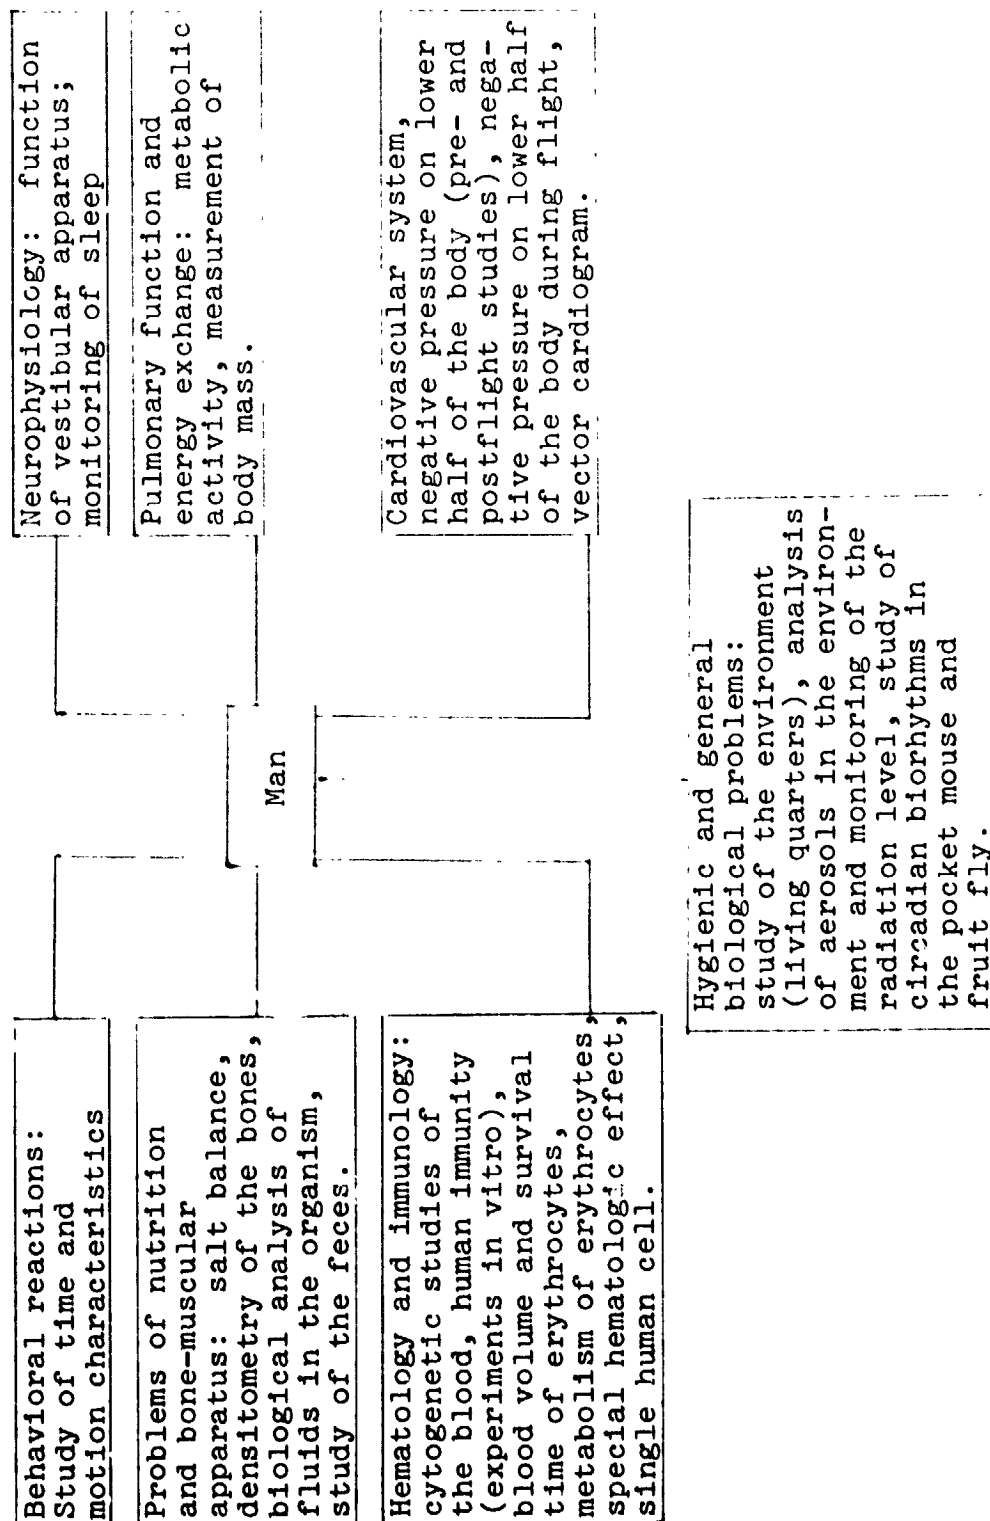 Behavioral reactions:
Study of time and
motion characteristics
Problems of nutrition
and bone-muscular
apparatus: salt balance,
densitometry of the bones,
biological analysis of
fluids in the organism,
study of the feces.
Hematology and immunology:
cytogenetic studies of
the blood, human immunity
(experiments in vitro),
blood volume and survival
time of erythrocytes,
metabolism of erythrocytes,
special hematologic effect,
single human cell.
Man
Neurophysiology: function
of vestibular apparatus;
monitoring of sleep
Pulmonary function and
energy exchange: metabolic
activity, measurement of
body mass.
Cardiovascular system,
negative pressure on lower
half of the body (pre- and
postflight studies), nega-
tive pressure on lower half
of the body during flight,
vector cardiogram.
Hygienic and general
biological problems:
study of the environment
(living quarters), analysis
of aerosols in the environ-
ment and monitoring of the
radiation level, study of
circadian biorhythms in
the pocket mouse and
fruit fly.